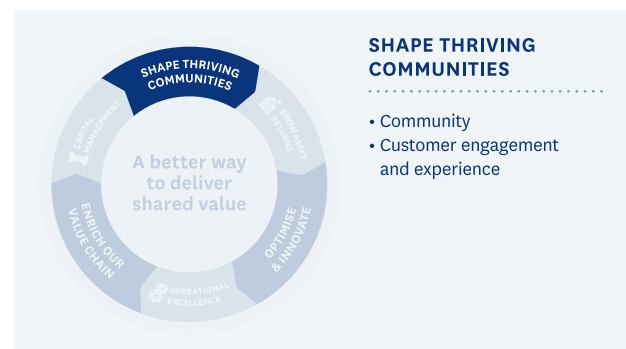 SHAPE THRIVING
COMMUNITIES
CAPITAL
MANAGEMENT
GROW ASSET
RETURNS
A better way
to deliver
shared value
ENRICH OUR
VALUE CHAIN
OPTIMISE
& INNOVATE
OPERATIONAL
EXCELLENCE
SHAPE THRIVING
COMMUNITIES
• Community
• Customer engagement
and experience